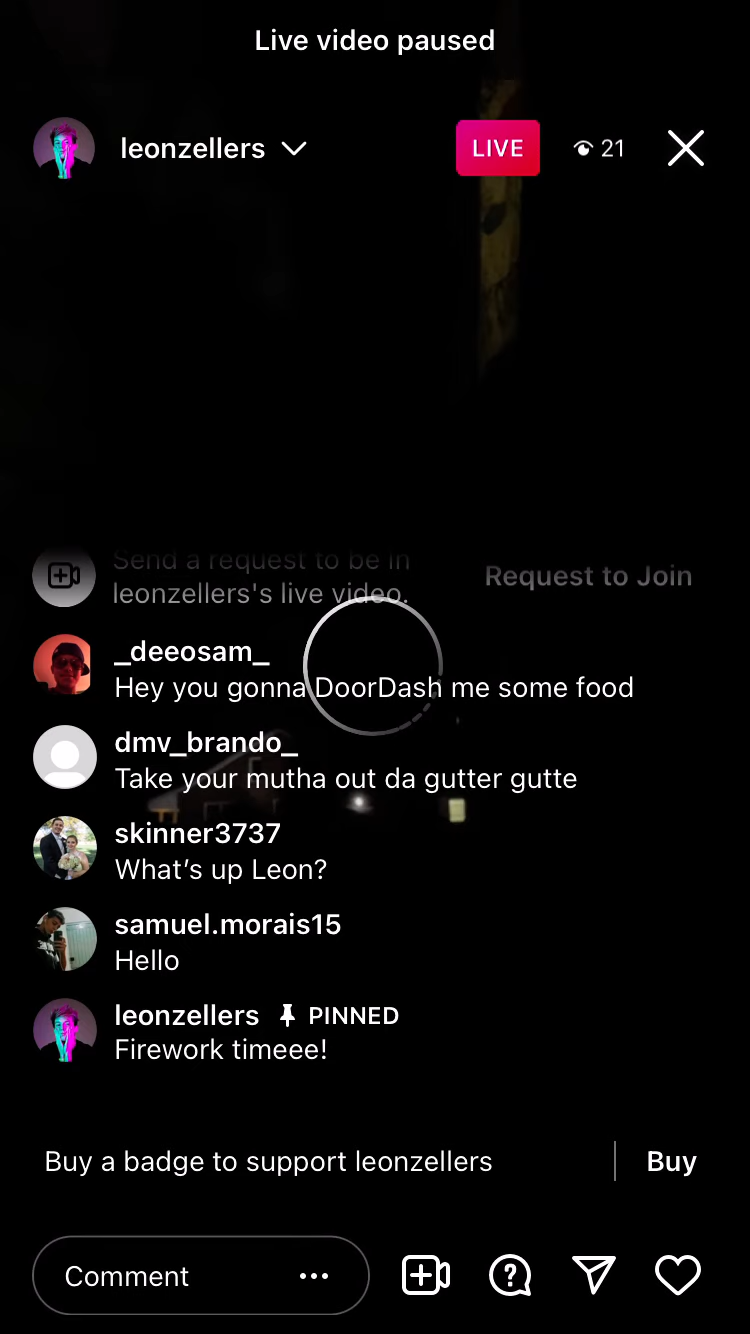 Live video paused
leonzellers
LIVE
21
Send a request to be in
leonzellers's live video.
Request to Join
_deeosam_
Hey you gonna DoorDash me some food
dmv_brando_
Take your mutha out da gutter gutte
skinner3737
What’s up Leon?
samuel.morais15
Hello
leonzellers PINNED
Firework timeee!
Buy a badge to support leonzellers
Buy
Comment